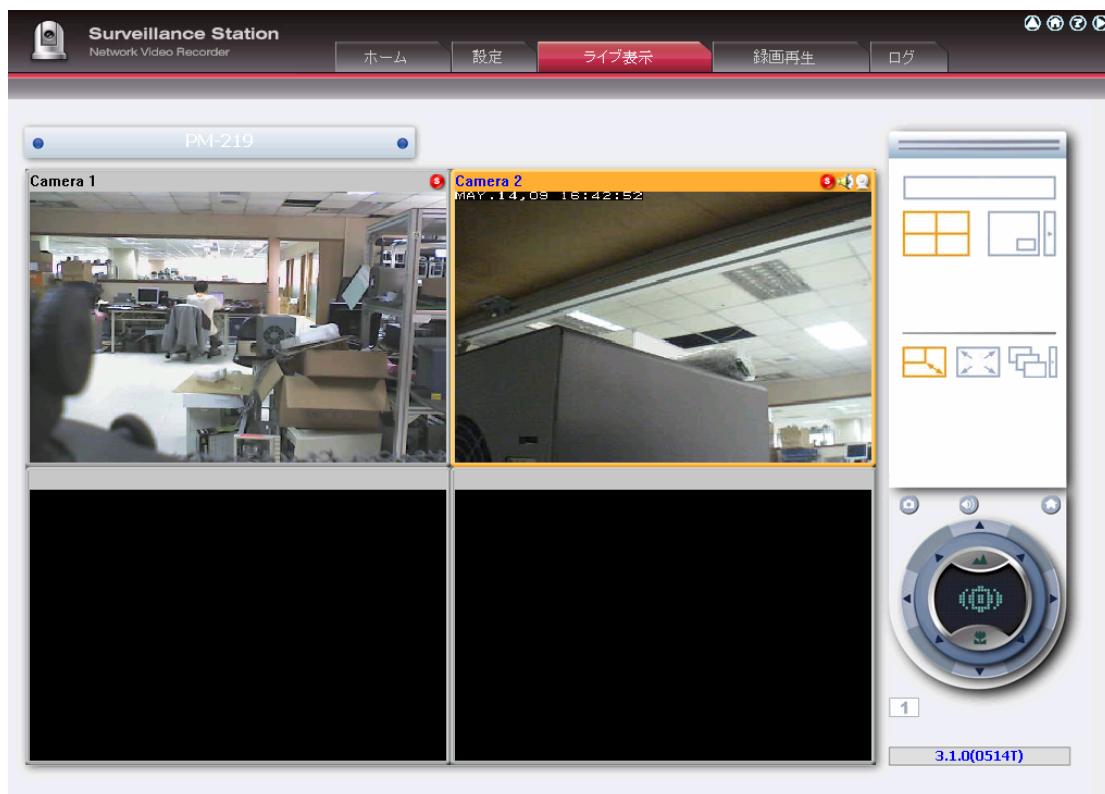 Surveillance Station
Network Video Recorder
ホーム
設定
ライブ表示
録画再生
ログ
PM-219
Camera 1
S
Camera 2
S
MAY.14,09 16:42:52
1
3.1.0(0514T)